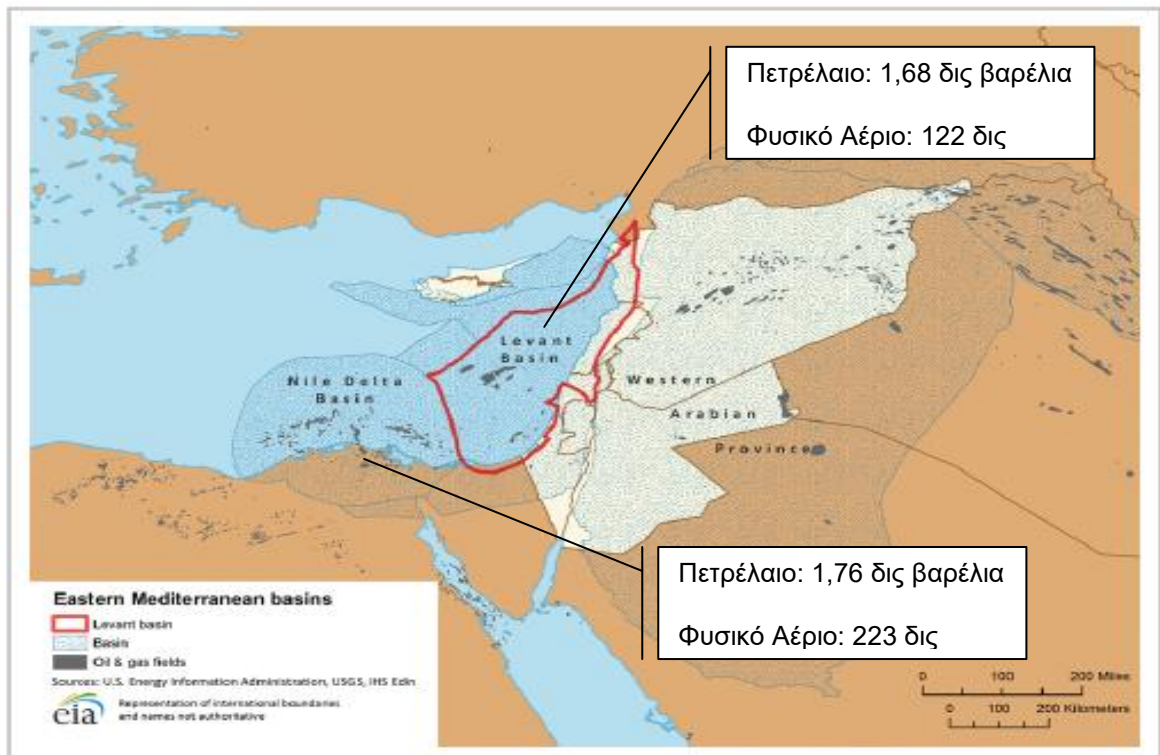 Πετρέλαιο: 1,68 δις βαρέλια
Φυσικό Αέριο: 122 δις
Levant
Basin
Nile Delta
Basin
Western
Arabian
Province
Πετρέλαιο: 1,76 δις βαρέλια
Φυσικό Αέριο: 223 δις
Eastern Mediterranean basins
Levant basin
Basin
Oil & gas fields
Sources: U.S. Energy Information Administration, USGS, IHS Edin
eia
Representation of international boundaries
and names not authoritative
0 100 200 Miles
0 100 200 Kilometers